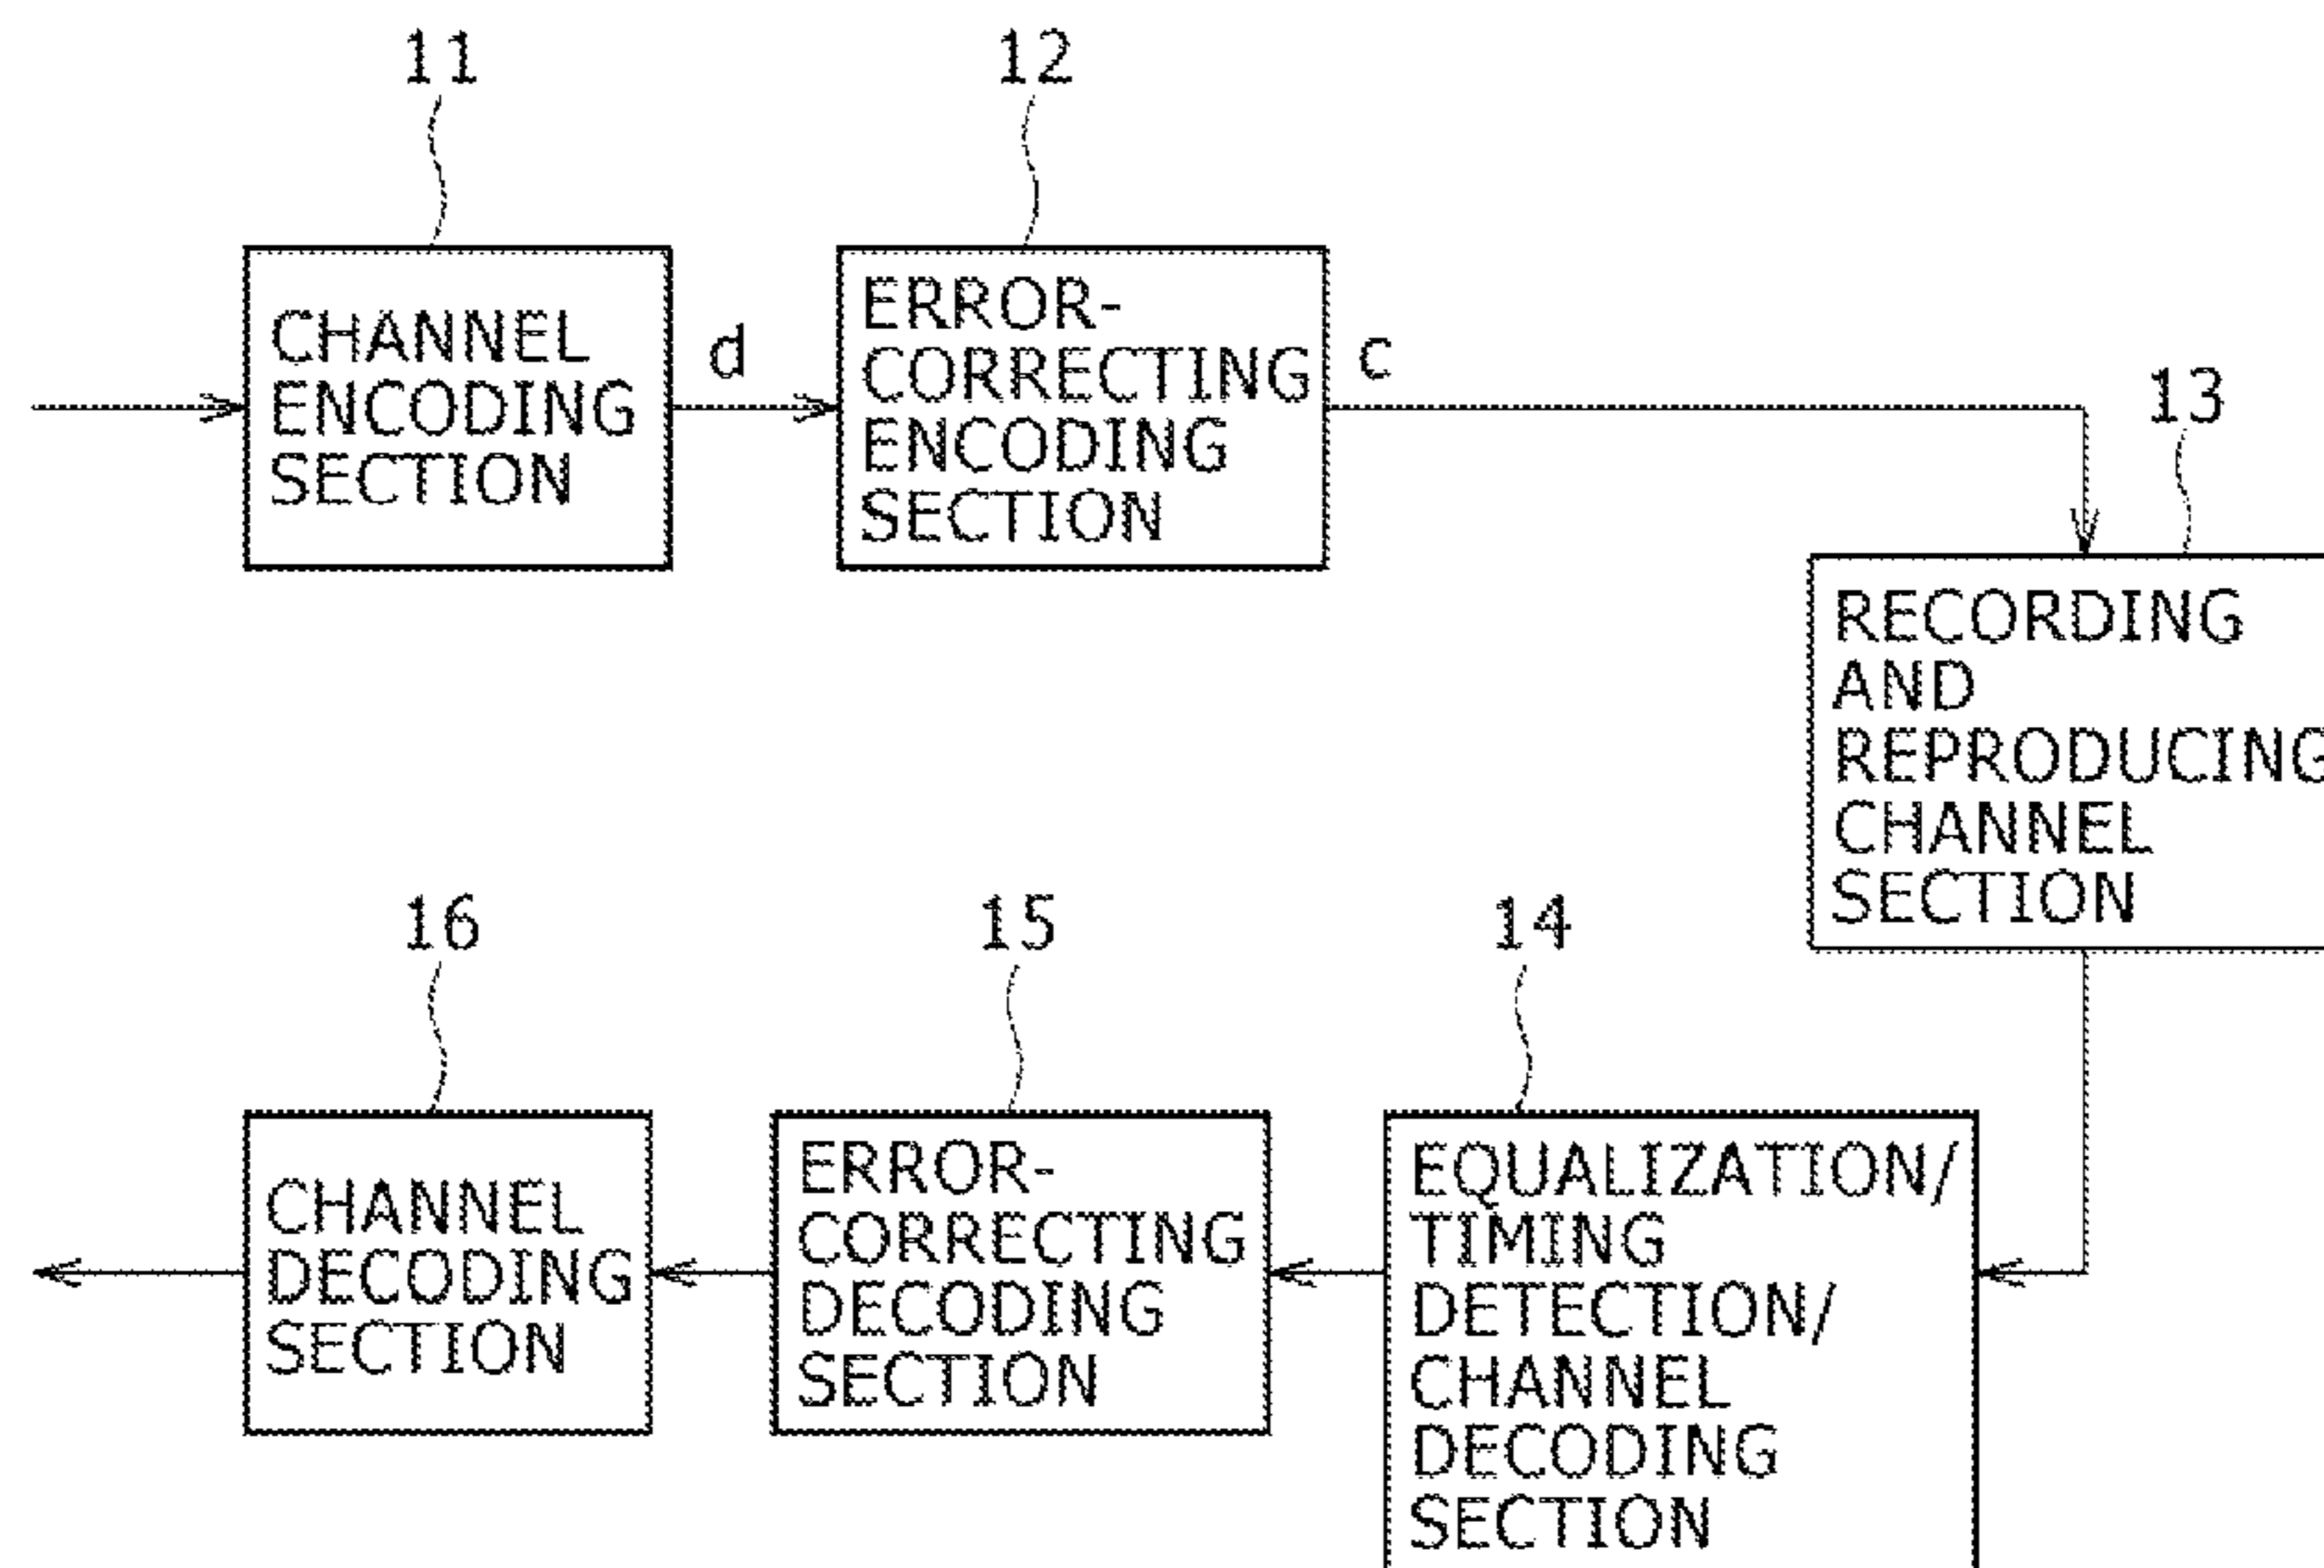 11
12
CHANNEL
ENCODING
SECTION
d
ERROR-
CORRECTING
ENCODING
SECTION
c
13
RECORDING
AND
REPRODUCING
CHANNEL
SECTION
16
15
14
CHANNEL
DECODING
SECTION
ERROR-
CORRECTING
DECODING
SECTION
EQUALIZATION/
TIMING
DETECTION/
CHANNEL
DECODING
SECTION